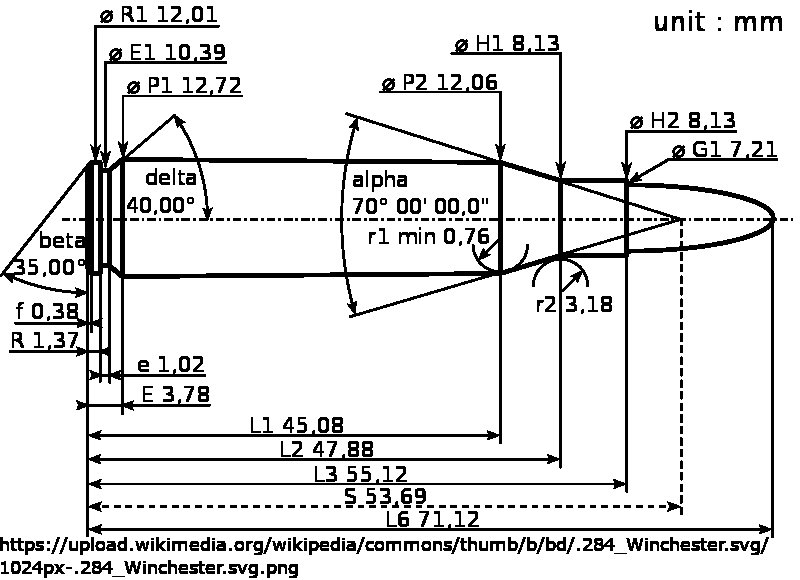 ø R1 12,01
unit : mm
ø E1 10,39
ø H1 8,13
ø P1 12,72
ø P2 12,06
ø H2 8,13
ø G1 7,21
delta
40,00°
alpha
70° 00' 00,0"
r1 min 0,76
beta
35,00°
r2 3,18
f 0,38
R 1,37
e 1,02
E 3,78
L1 45,08
L2 47,88
L3 55,12
S 53,69
L6 71,12
https://upload.wikimedia.org/wikipedia/commons/thumb/b/bd/.284_Winchester.svg/
1024px-.284_Winchester.svg.png